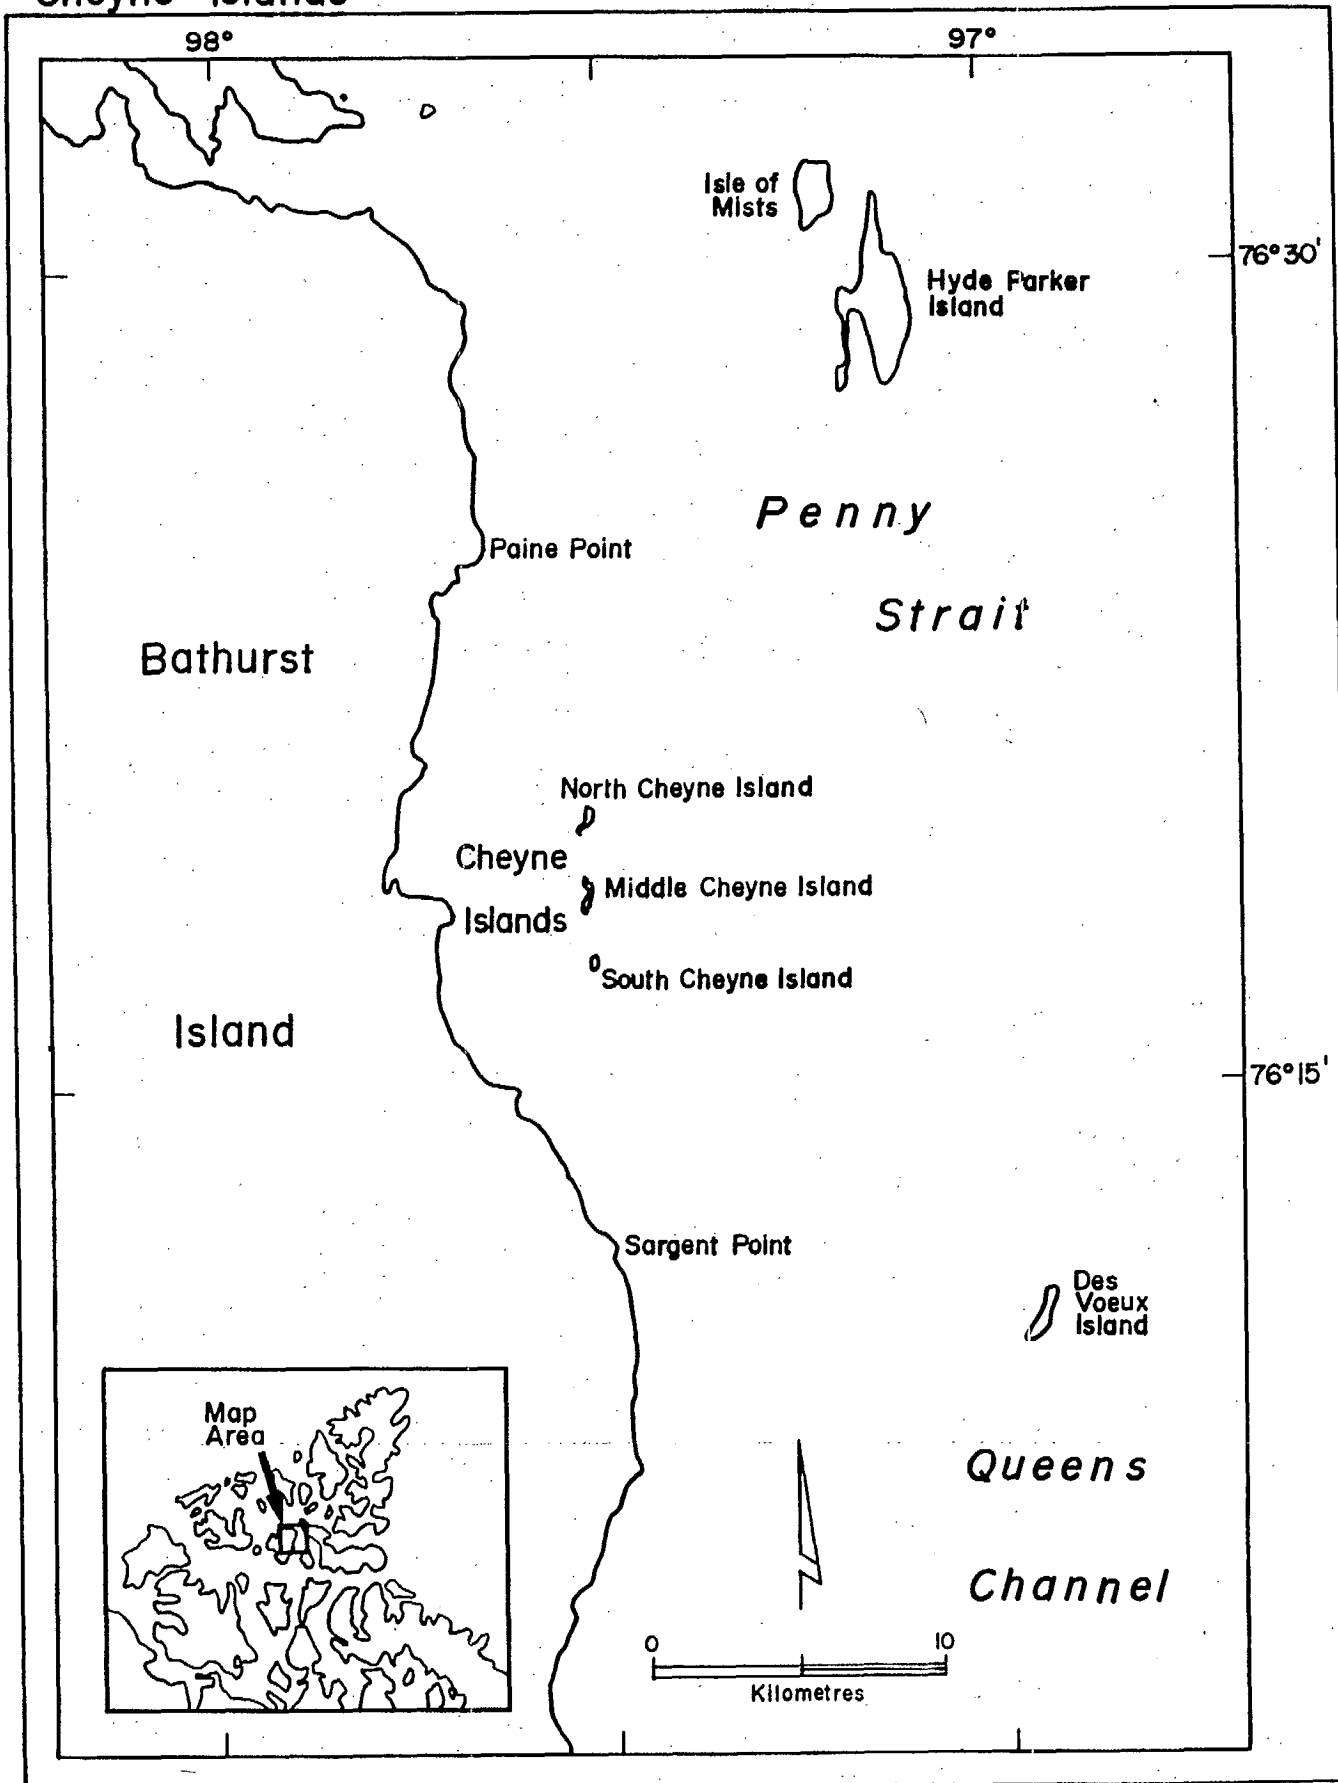 Cheyne Islands
98°
97°
Isle of
Mists
76°30'
Hyde Parker
Island
Penny
Paine Point
Strait
Bathurst
North Cheyne Island
Cheyne
Middle Cheyne Island
Islands
South Cheyne Island
Island
76°15'
Sargent Point
Des
Voeux
Island
Map
Area
Queens
Channel
0 10
Kilometres